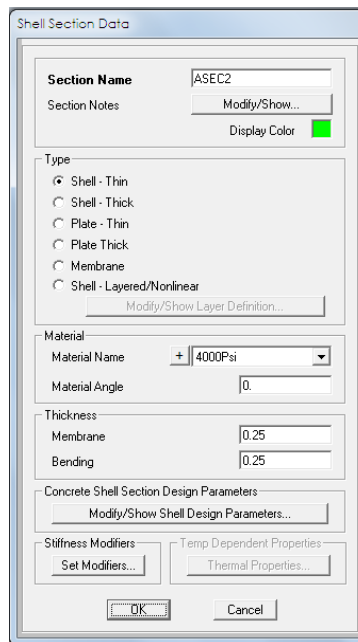 Shell Section Data
Section Name ASEC2
Section Notes Modify/Show...
Display Color
Type
Shell - Thin
Shell - Thick
Plate - Thin
Plate Thick
Membrane
Shell - Layered/Nonlinear
Modify/Show Layer Definition...
Material
Material Name + 4000Psi
Material Angle 0.
Thickness
Membrane 0.25
Bending 0.25
Concrete Shell Section Design Parameters
Modify/Show Shell Design Parameters...
Stiffness Modifiers Temp Dependent Properties
Set Modifiers... Thermal Properties...
OK Cancel